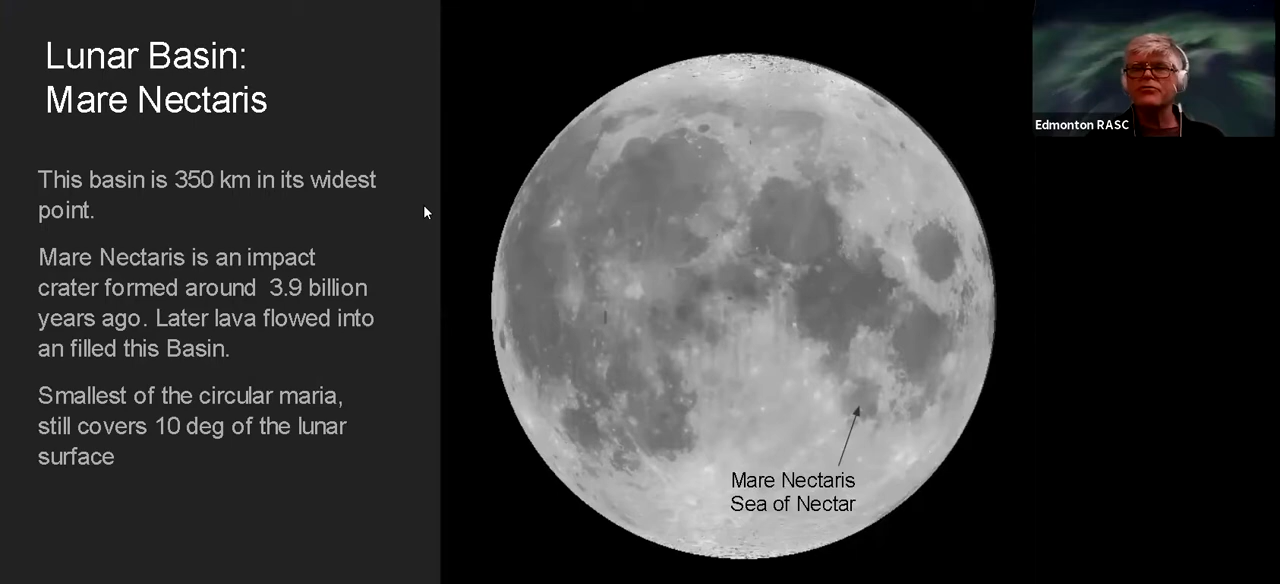 Lunar Basin:
Mare Nectaris
This basin is 350 km in its widest
point.
Mare Nectaris is an impact
crater formed around  3.9 billion
years ago. Later lava flowed into
an filled this Basin.
Smallest of the circular maria,
still covers 10 deg of the lunar
surface
Mare Nectaris
Sea of Nectar
Edmonton RASC